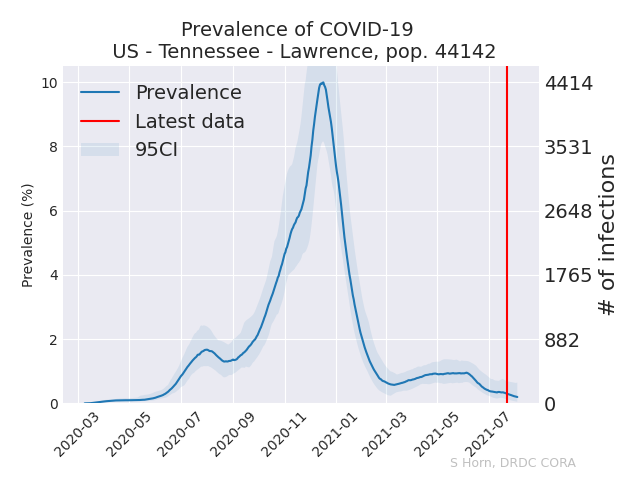 Prevalence of COVID-19
US - Tennessee - Lawrence, pop. 44142
Prevalence
Latest data
95CI
Prevalence (%)
10
8
6
4
2
0
4414
3531
2648
1765
882
0
# of infections
2020-03
2020-05
2020-07
2020-09
2020-11
2021-01
2021-03
2021-05
2021-07
S Horn, DRDC CORA